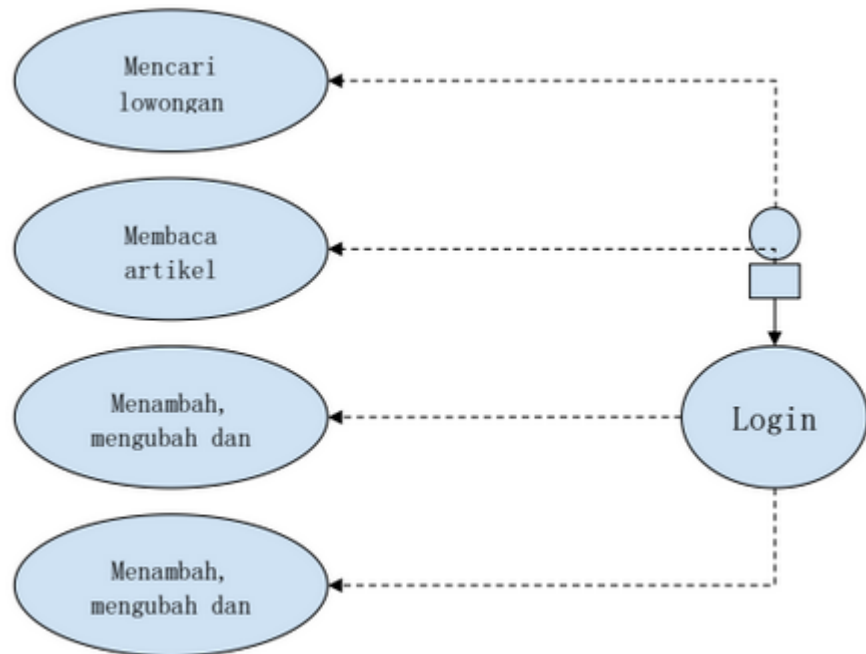 Mencari
lowongan
Membaca
artikel
Menambah,
mengubah dan
Login
Menambah,
mengubah dan